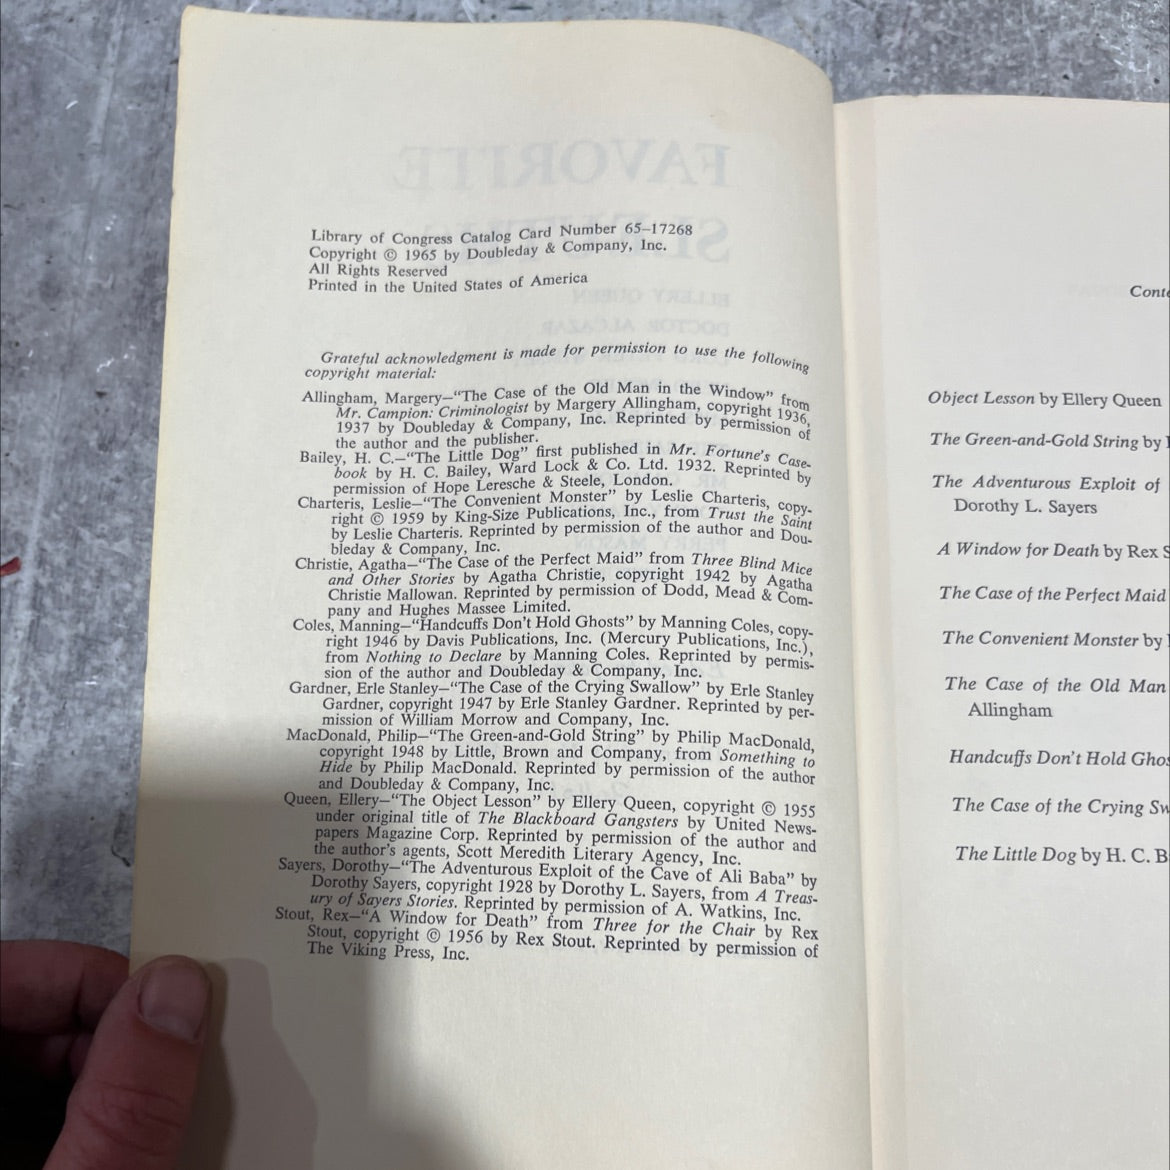 Library of Congress Catalog Card Number 65–17268
Copyright © 1965 by Doubleday & Company, Inc.
All Rights Reserved
Printed in the United States of America
Grateful acknowledgment is made for permission to use the following
copyright material:
Allingham, Margery—“The Case of the Old Man in the Window” from
Mr. Campion: Criminologist by Margery Allingham, copyright 1936,
1937 by Doubleday & Company, Inc. Reprinted by permission of
the author and the publisher.
Bailey, H. C.—“The Little Dog” first published in Mr. Fortune's Case-
book by H. C. Bailey, Ward Lock & Co. Ltd. 1932. Reprinted by
permission of Hope Leresche & Steele, London.
Charteris, Leslie—“The Convenient Monster” by Leslie Charteris, copy-
right © 1959 by King-Size Publications, Inc., from Trust the Saint
by Leslie Charteris. Reprinted by permission of the author and Dou-
bleday & Company, Inc.
Christie, Agatha—“The Case of the Perfect Maid” from Three Blind Mice
and Other Stories by Agatha Christie, copyright 1942 by Agatha
Christie Mallowan. Reprinted by permission of Dodd, Mead & Com-
pany and Hughes Massee Limited.
Coles, Manning—“Handcuffs Don't Hold Ghosts” by Manning Coles, copy-
right 1946 by Davis Publications, Inc. (Mercury Publications, Inc.),
from Nothing to Declare by Manning Coles. Reprinted by permis-
sion of the author and Doubleday & Company, Inc.
Gardner, Erle Stanley—“The Case of the Crying Swallow” by Erle Stanley
Gardner, copyright 1947 by Erle Stanley Gardner. Reprinted by per-
mission of William Morrow and Company, Inc.
MacDonald, Philip—“The Green-and-Gold String” by Philip MacDonald,
copyright 1948 by Little, Brown and Company, from Something to
Hide by Philip MacDonald. Reprinted by permission of the author
and Doubleday & Company, Inc.
Queen, Ellery—“The Object Lesson” by Ellery Queen, copyright © 1955
under original title of The Blackboard Gangsters by United News-
papers Magazine Corp. Reprinted by permission of the author and
the author's agents, Scott Meredith Literary Agency, Inc.
Sayers, Dorothy—“The Adventurous Exploit of the Cave of Ali Baba” by
Dorothy Sayers, copyright 1928 by Dorothy L. Sayers, from A Treas-
ury of Sayers Stories. Reprinted by permission of A. Watkins, Inc.
Stout, Rex—“A Window for Death” from Three for the Chair by Rex
Stout, copyright © 1956 by Rex Stout. Reprinted by permission of
The Viking Press, Inc.
Conte
Object Lesson by Ellery Queen
The Green-and-Gold String by
The Adventurous Exploit of
Dorothy L. Sayers
A Window for Death by Rex S
The Case of the Perfect Maid
The Convenient Monster by
The Case of the Old Man
Allingham
Handcuffs Don't Hold Ghos
The Case of the Crying Sw
The Little Dog by H. C. B